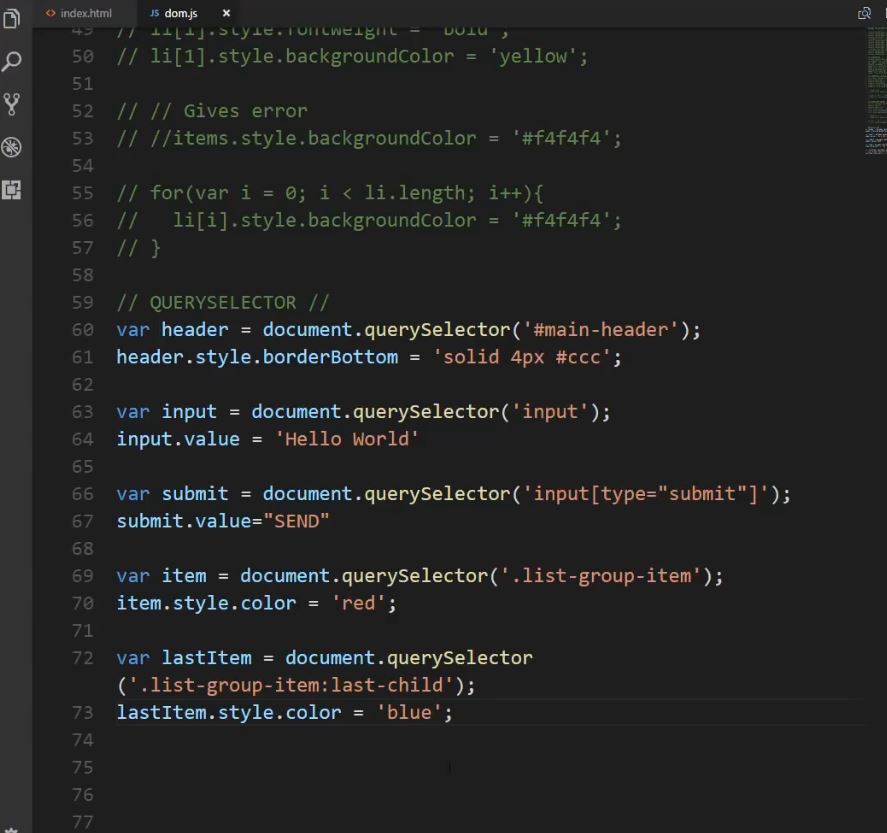 index.html
JS dom.js
49 // li[1].style.fontWeight = 'bold';
50 // li[1].style.backgroundColor = 'yellow';
51
52 // // Gives error
53 // //items.style.backgroundColor = '#f4f4f4';
54
55 // for(var i = 0; i < li.length; i++){
56 //   li[i].style.backgroundColor = '#f4f4f4';
57 // }
58
59 // QUERYSELECTOR //
60 var header = document.querySelector('#main-header');
61 header.style.borderBottom = 'solid 4px #ccc';
62
63 var input = document.querySelector('input');
64 input.value = 'Hello World'
65
66 var submit = document.querySelector('input[type="submit"]');
67 submit.value="SEND"
68
69 var item = document.querySelector('.list-group-item');
70 item.style.color = 'red';
71
72 var lastItem = document.querySelector
('.list-group-item:last-child');
73 lastItem.style.color = 'blue';
74
75
76
77